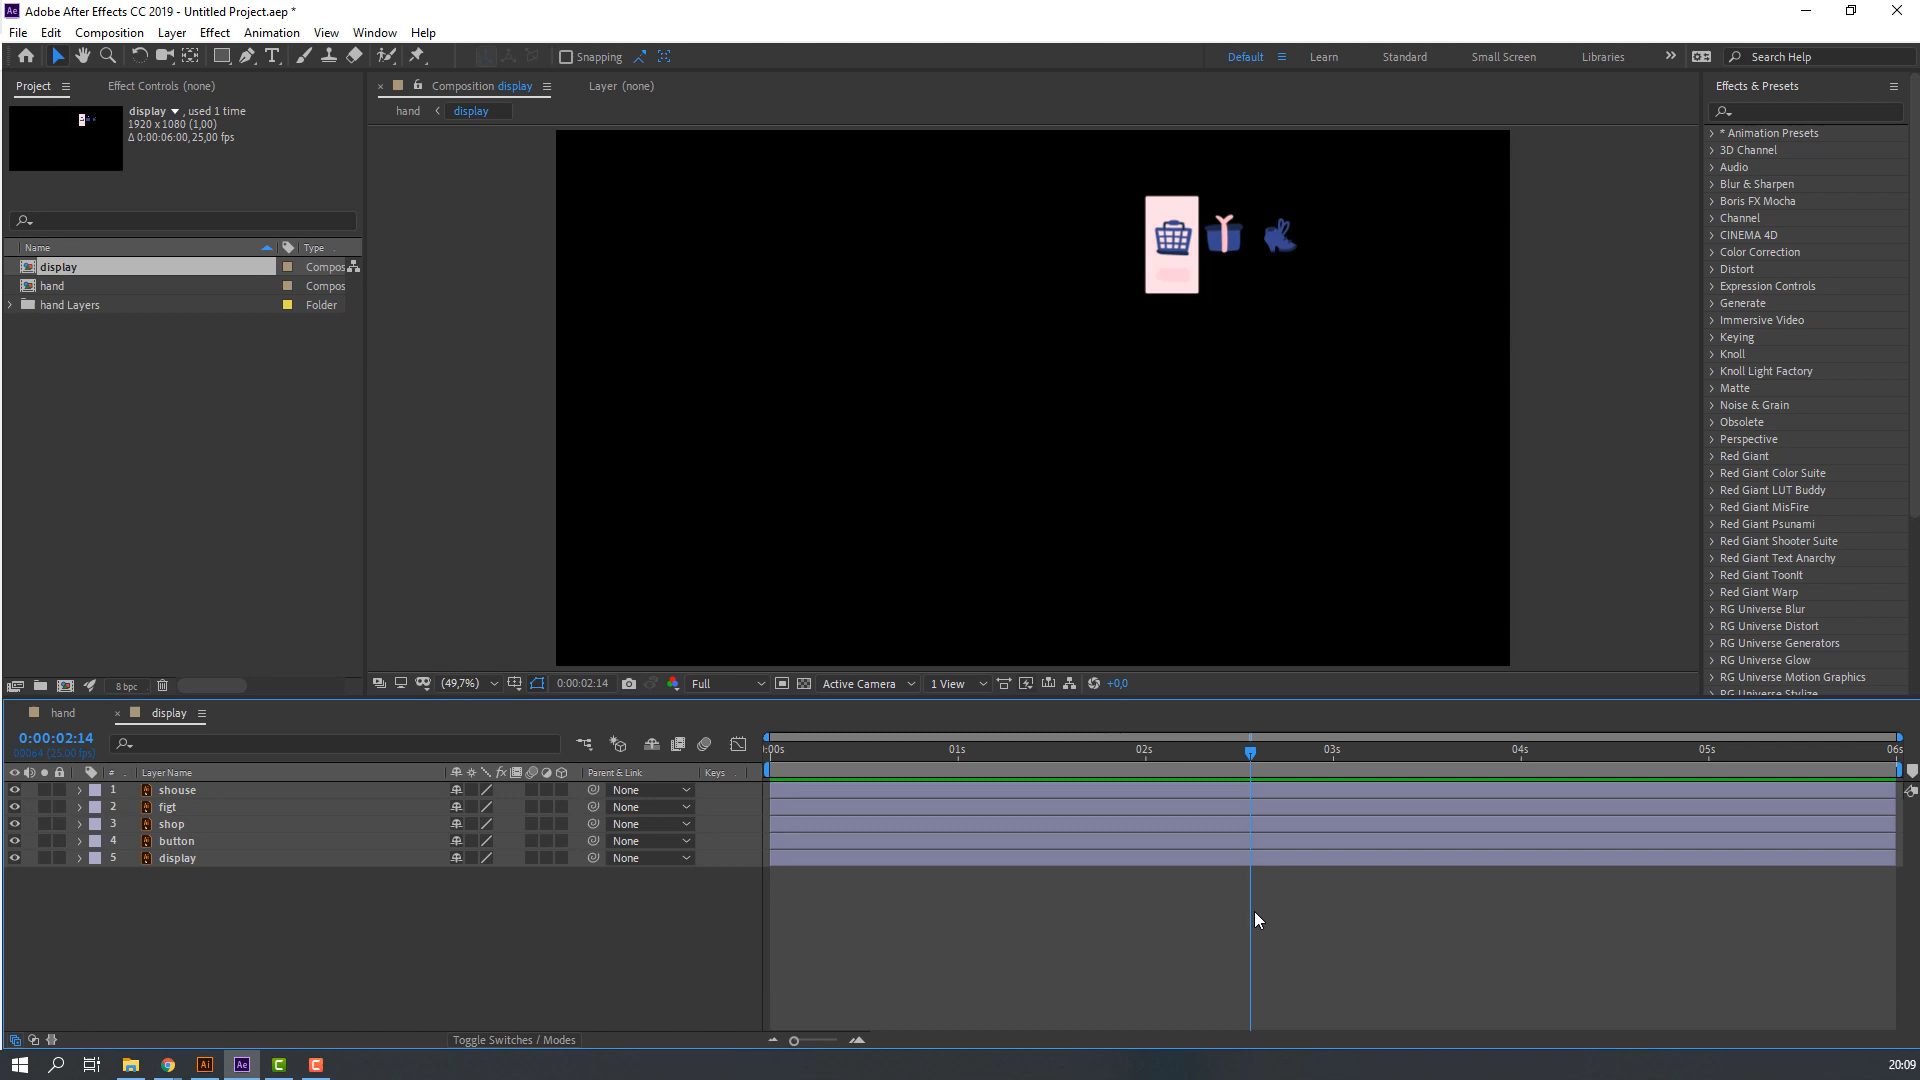 Adobe After Effects CC 2019 - Untitled Project.aep *
File Edit Composition Layer Effect Animation View Window Help
Snapping
Default Learn Standard Small Screen Libraries Search Help
Project Effect Controls (none)
Composition display Layer (none)
Effects & Presets
display , used 1 time
1920 x 1080 (1,00)
Δ 0:00:06:00, 25,00 fps
hand display
* Animation Presets
3D Channel
Audio
Blur & Sharpen
Boris FX Mocha
Channel
CINEMA 4D
Color Correction
Distort
Expression Controls
Generate
Immersive Video
Keying
Knoll
Knoll Light Factory
Matte
Noise & Grain
Obsolete
Perspective
Red Giant
Red Giant Color Suite
Red Giant LUT Buddy
Red Giant MisFire
Red Giant Psunami
Red Giant Shooter Suite
Red Giant Text Anarchy
Red Giant ToonIt
Red Giant Warp
RG Universe Blur
RG Universe Distort
RG Universe Generators
RG Universe Glow
RG Universe Motion Graphics
RG Universe Stylize
Name Type
display Compos
hand Compos
hand Layers Folder
8 bpc
(49,7%) 0:00:02:14 Full Active Camera 1 View +0,0
hand display
0:00:02:14
00064 (25.00 fps)
:00s 01s 02s 03s 04s 05s 06s
# Layer Name Parent & Link Keys
1 shouse None
2 figt None
3 shop None
4 button None
5 display None
Toggle Switches / Modes
Ai Ae C C 20:09